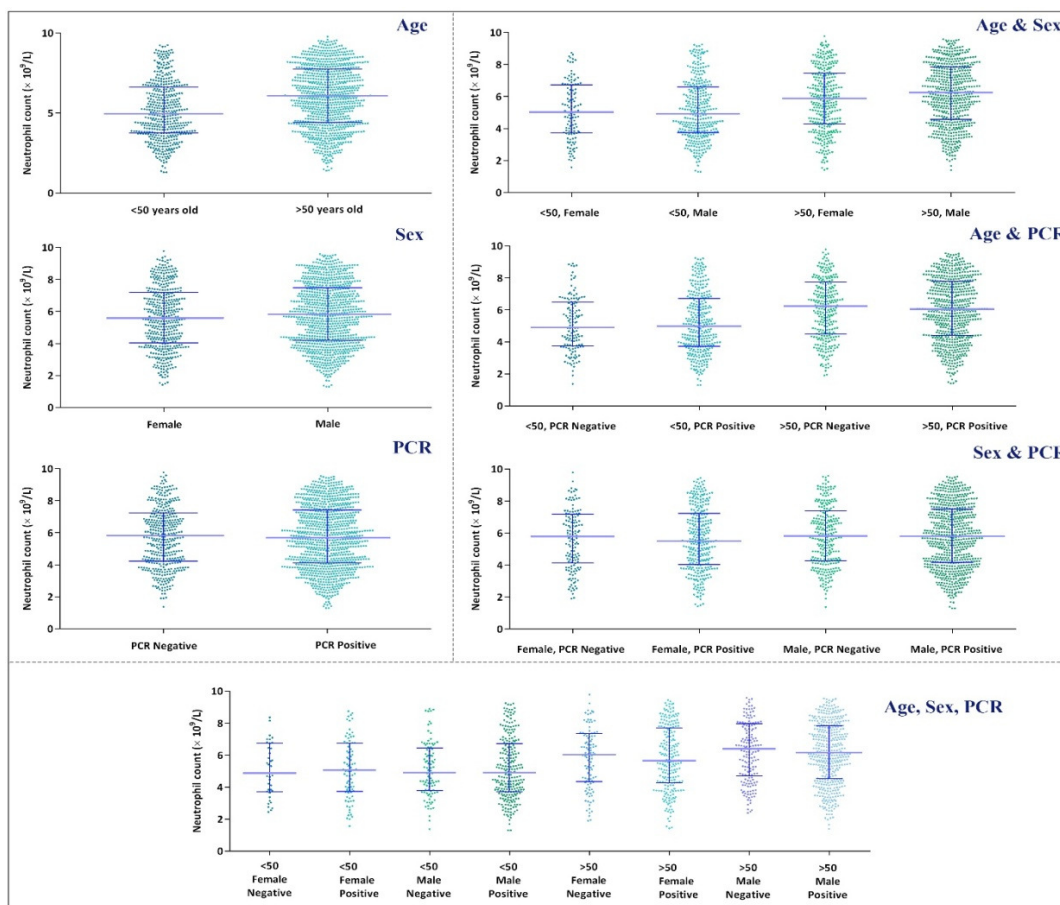 Age
Neutrophil count (× 10⁹/L)
10
5
0
<50 years old
>50 years old
Sex
Neutrophil count (× 10⁹/L)
10
8
6
4
2
0
Female
Male
PCR
Neutrophil count (× 10⁹/L)
10
8
6
4
2
0
PCR Negative
PCR Positive
Age & Sex
Neutrophil count (× 10⁹/L)
10
8
6
4
2
0
<50, Female
<50, Male
>50, Female
>50, Male
Age & PCR
Neutrophil count (× 10⁹/L)
10
8
6
4
2
0
<50, PCR Negative
<50, PCR Positive
>50, PCR Negative
>50, PCR Positive
Sex & PCR
Neutrophil count (× 10⁹/L)
10
8
6
4
2
0
Female, PCR Negative
Female, PCR Positive
Male, PCR Negative
Male, PCR Positive
Age, Sex, PCR
Neutrophil count (× 10⁹/L)
10
8
6
4
2
0
<50
Female
Negative
<50
Female
Positive
<50
Male
Negative
<50
Male
Positive
>50
Female
Negative
>50
Female
Positive
>50
Male
Negative
>50
Male
Positive